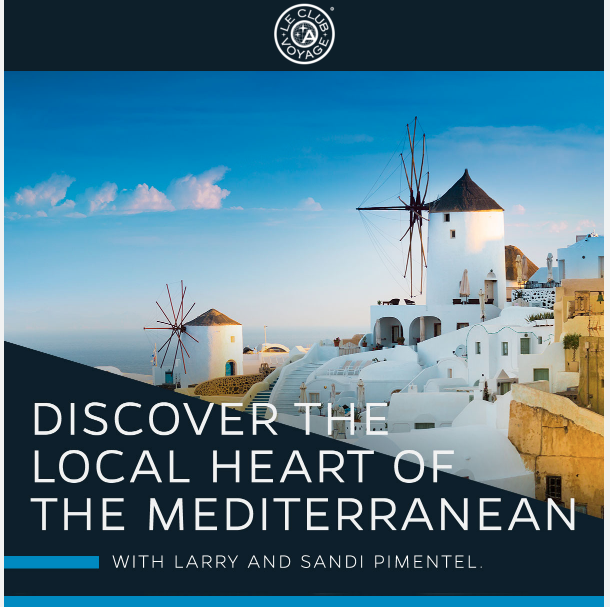 LE CLUB
VOYAGE
A
®
DISCOVER THE
LOCAL HEART OF
THE MEDITERRANEAN
WITH LARRY AND SANDI PIMENTEL.